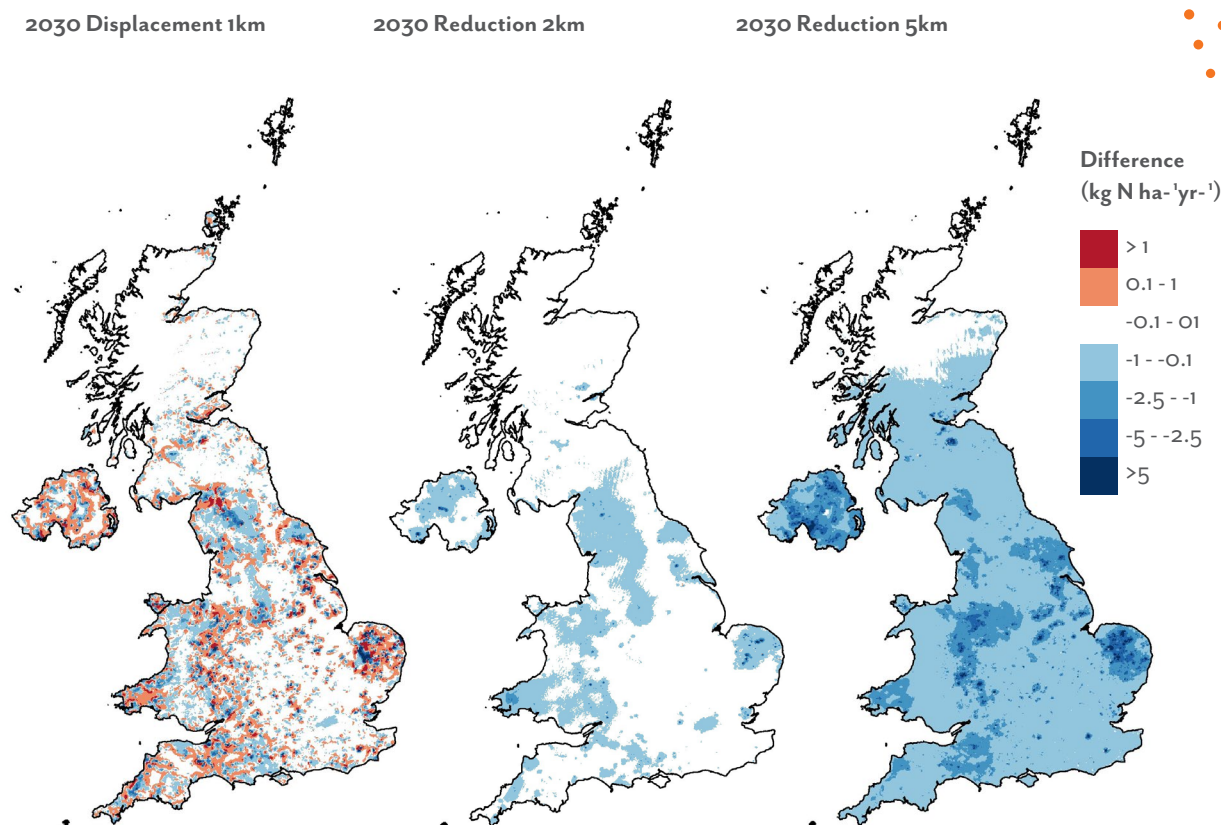 2030 Displacement 1km
2030 Reduction 2km
2030 Reduction 5km
Difference
(kg N ha-¹yr-¹)
> 1
0.1 - 1
-0.1 - 01
-1 - -0.1
-2.5 - -1
-5 - -2.5
>5